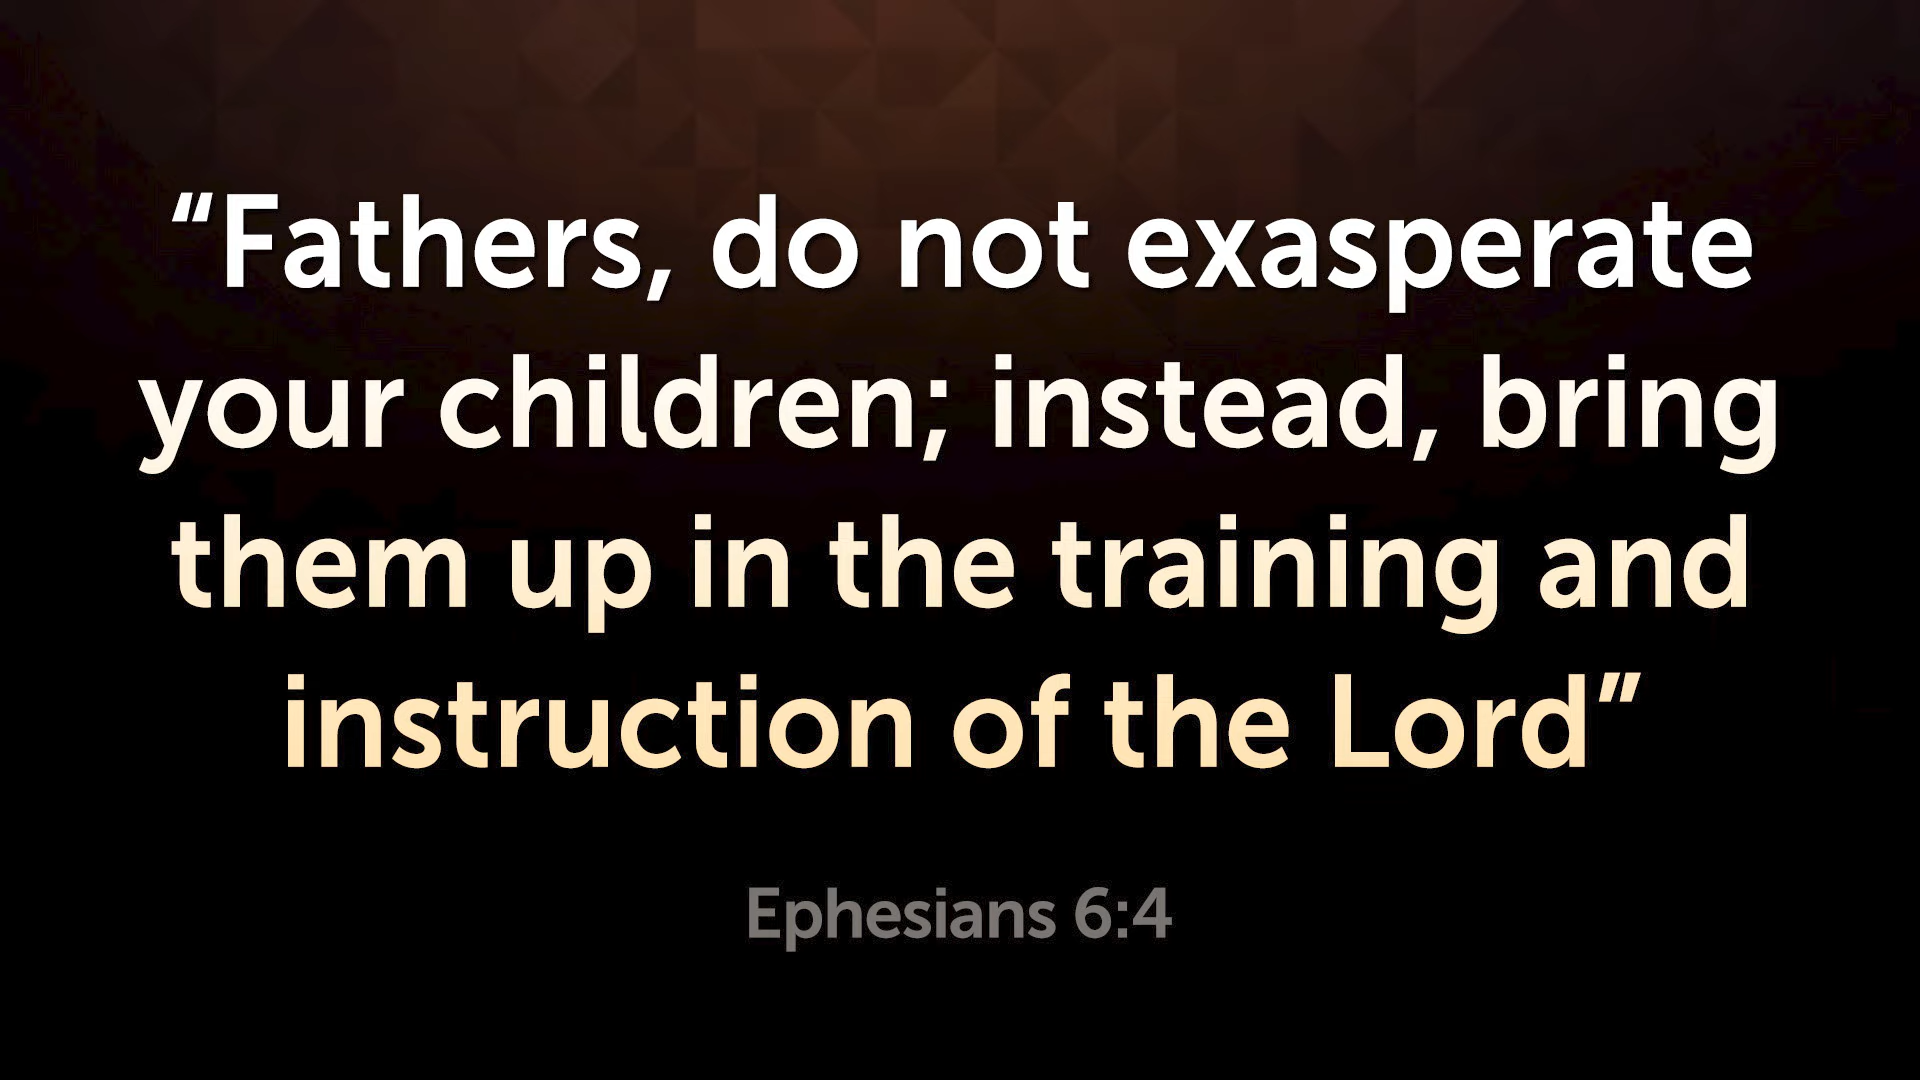 “Fathers, do not exasperate
your children; instead, bring
them up in the training and
instruction of the Lord”
Ephesians 6:4